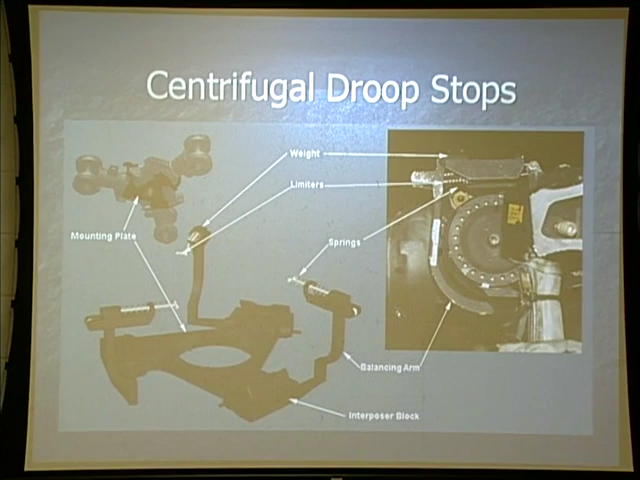 Centrifugal Droop Stops
Weight
Limiters
Mounting Plate
Springs
Balancing Arm
Interposer Block